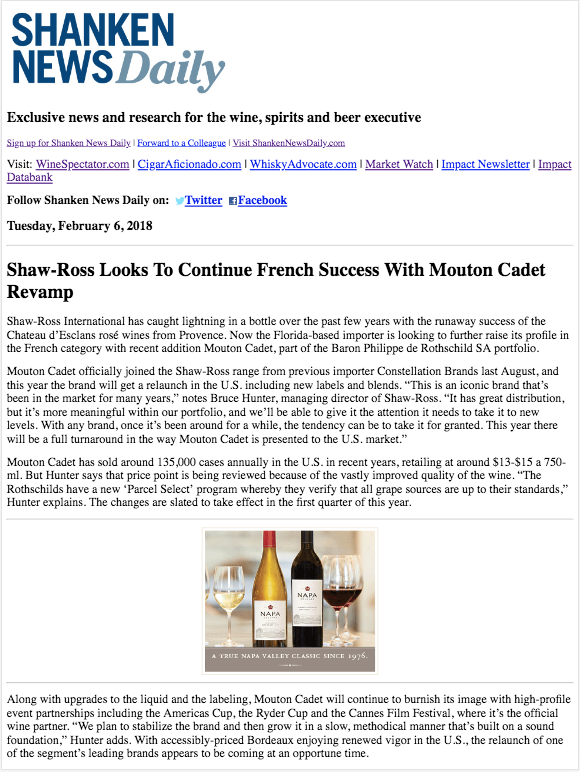 SHANKEN
NEWS Daily
Exclusive news and research for the wine, spirits and beer executive
Sign up for Shanken News Daily | Forward to a Colleague | Visit ShankenNewsDaily.com
Visit: WineSpectator.com | CigarAficionado.com | WhiskyAdvocate.com | Market Watch | Impact Newsletter | Impact
Databank
Follow Shanken News Daily on: Twitter Facebook
Tuesday, February 6, 2018
Shaw-Ross Looks To Continue French Success With Mouton Cadet
Revamp
Shaw-Ross International has caught lightning in a bottle over the past few years with the runaway success of the
Chateau d’Esclans rosé wines from Provence. Now the Florida-based importer is looking to further raise its profile in
the French category with recent addition Mouton Cadet, part of the Baron Philippe de Rothschild SA portfolio.
Mouton Cadet officially joined the Shaw-Ross range from previous importer Constellation Brands last August, and
this year the brand will get a relaunch in the U.S. including new labels and blends. “This is an iconic brand that’s
been in the market for many years,” notes Bruce Hunter, managing director of Shaw-Ross. “It has great distribution,
but it’s more meaningful within our portfolio, and we’ll be able to give it the attention it needs to take it to new
levels. With any brand, once it’s been around for a while, the tendency can be to take it for granted. This year there
will be a full turnaround in the way Mouton Cadet is presented to the U.S. market.”
Mouton Cadet has sold around 135,000 cases annually in the U.S. in recent years, retailing at around $13-$15 a 750-
ml. But Hunter says that price point is being reviewed because of the vastly improved quality of the wine. “The
Rothschilds have a new ‘Parcel Select’ program whereby they verify that all grape sources are up to their standards,”
Hunter explains. The changes are slated to take effect in the first quarter of this year.
NAPA
NAPA
A TRUE NAPA VALLEY CLASSIC SINCE 1976.
Along with upgrades to the liquid and the labeling, Mouton Cadet will continue to burnish its image with high-profile
event partnerships including the Americas Cup, the Ryder Cup and the Cannes Film Festival, where it’s the official
wine partner. “We plan to stabilize the brand and then grow it in a slow, methodical manner that’s built on a sound
foundation,” Hunter adds. With accessibly-priced Bordeaux enjoying renewed vigor in the U.S., the relaunch of one
of the segment’s leading brands appears to be coming at an opportune time.